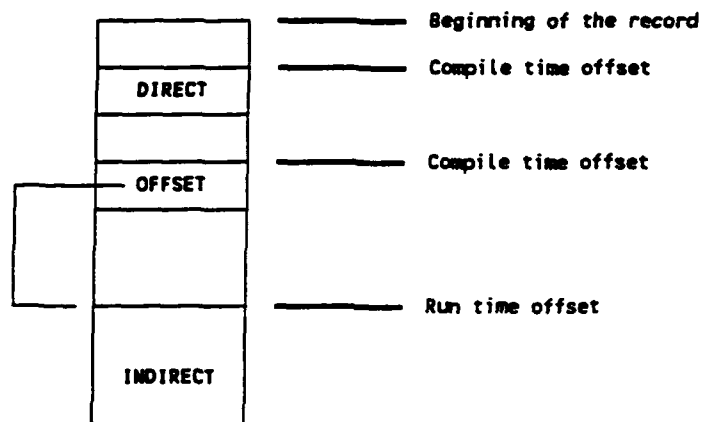 Beginning of the record
Compile time offset
DIRECT
Compile time offset
OFFSET
Run time offset
INDIRECT